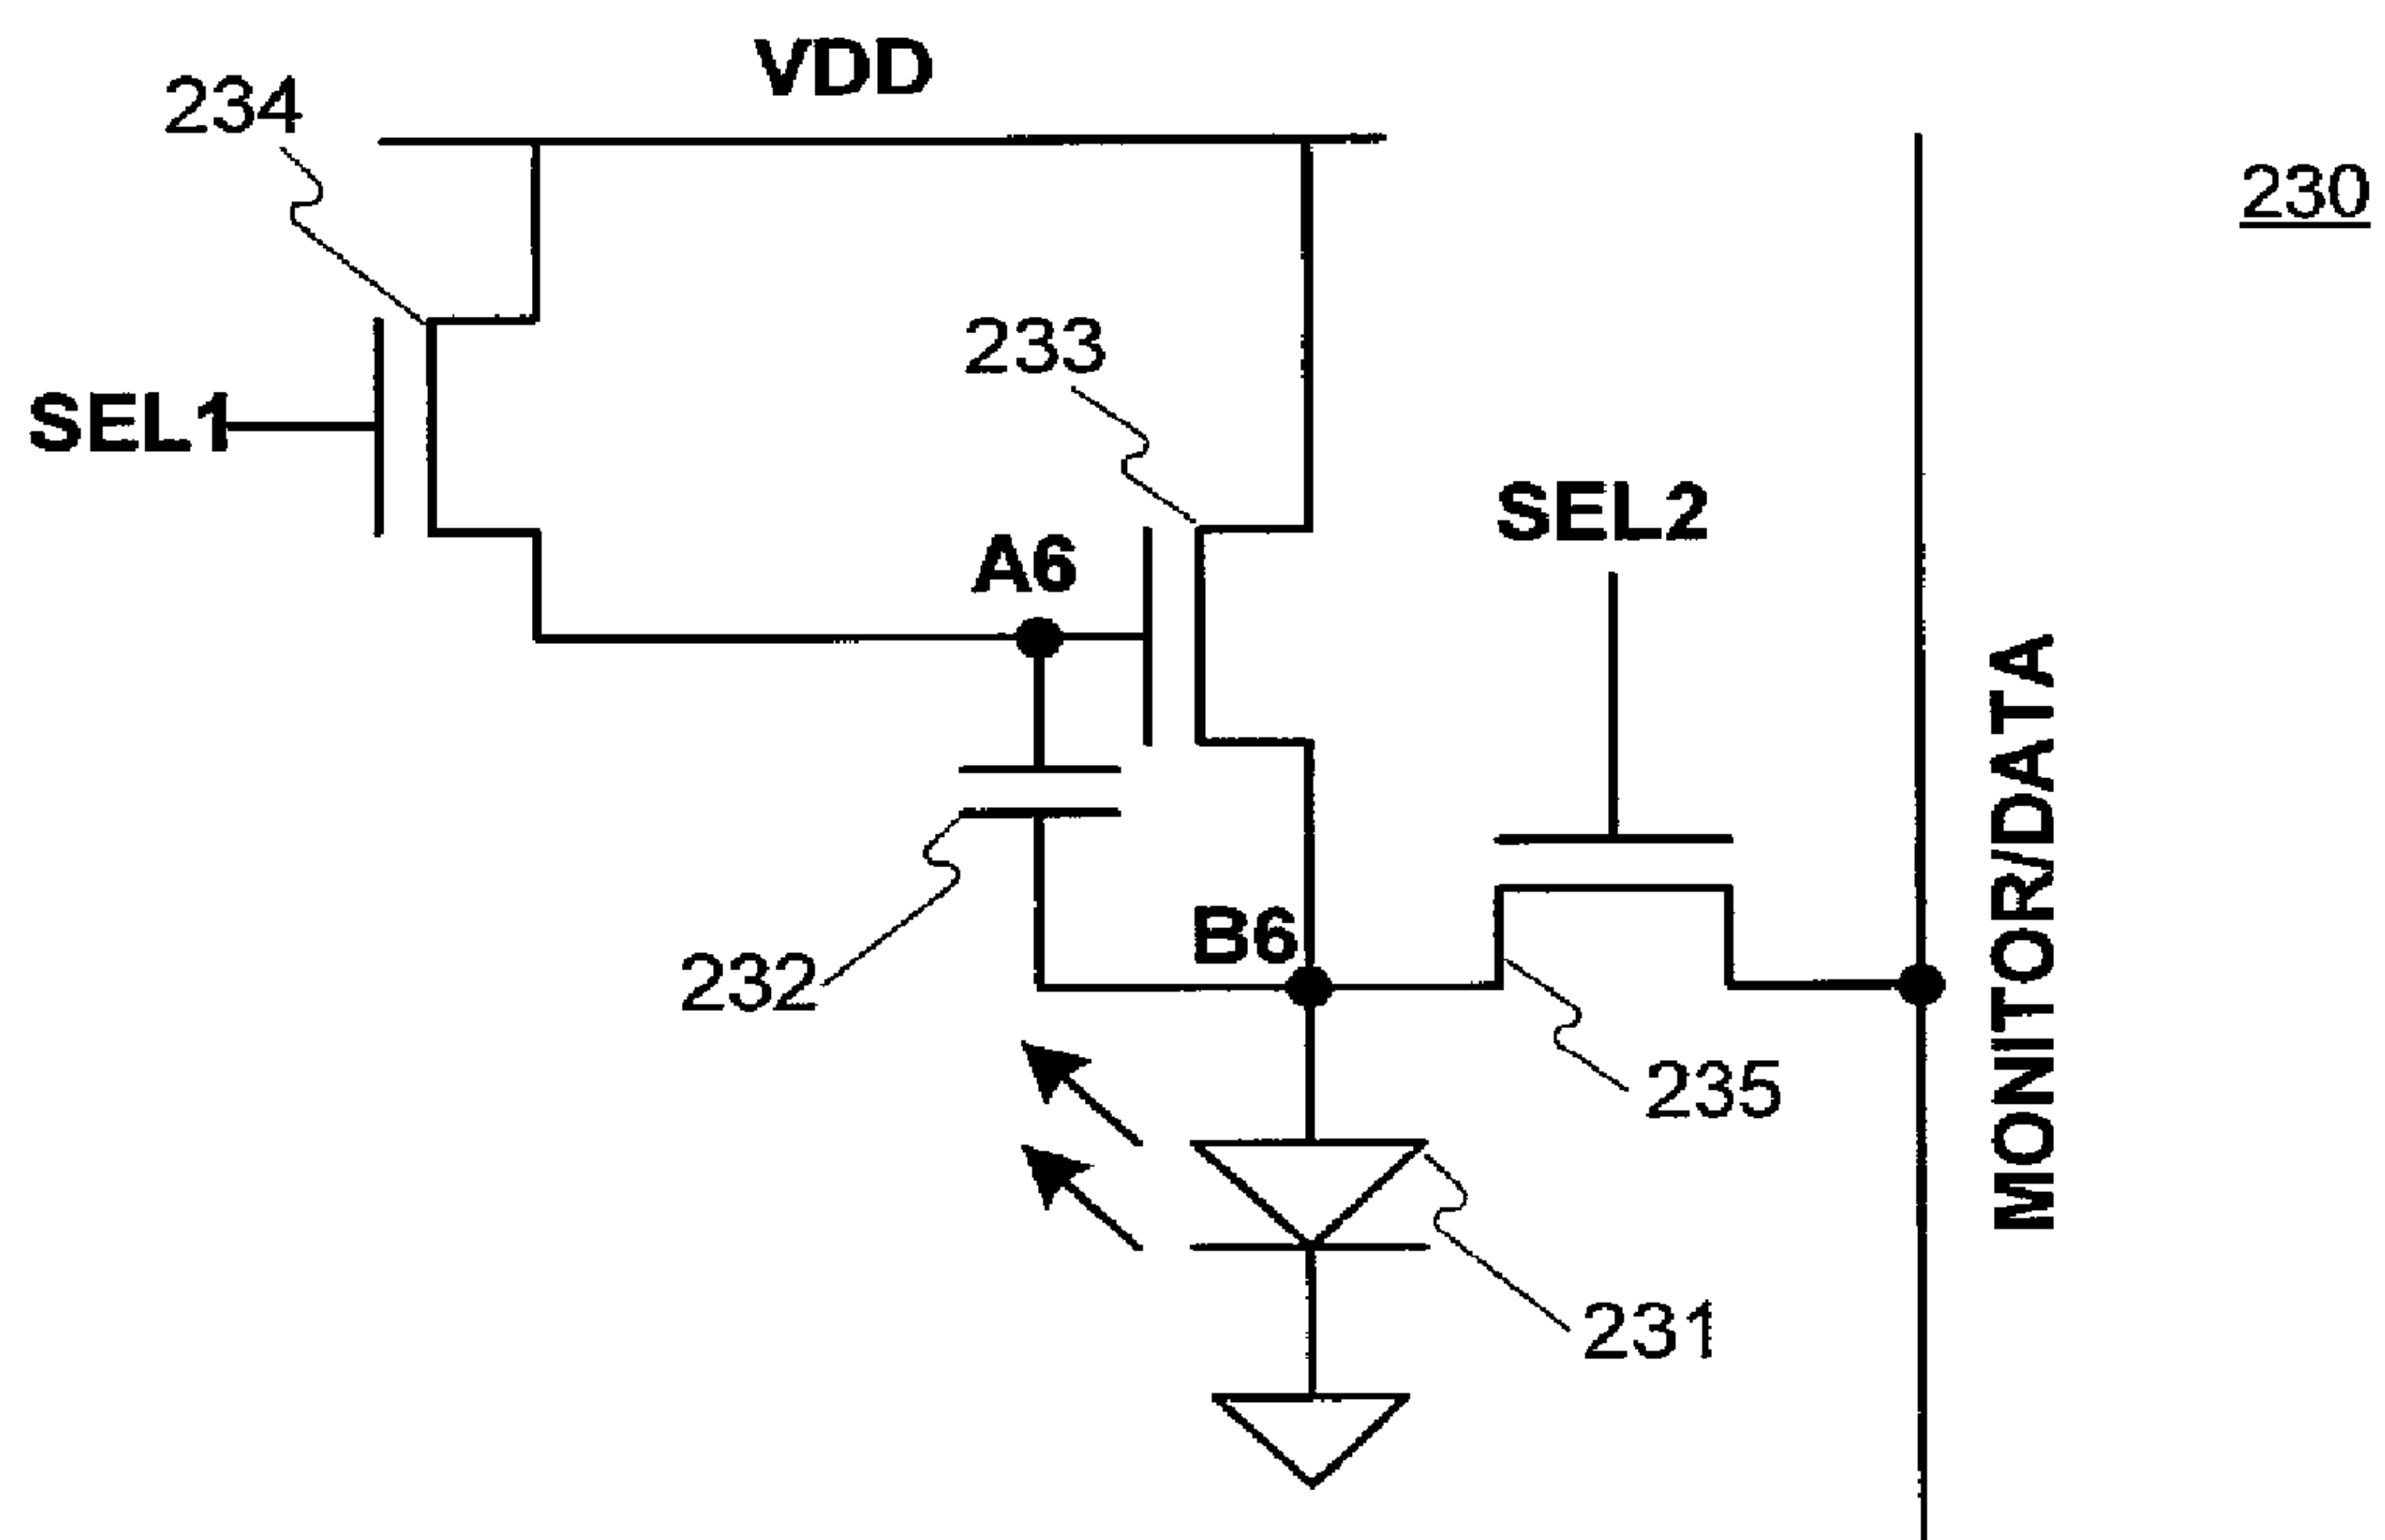 VDD
234
230
233
SEL1
SEL2
A6
MONITOR/DATA
B6
232
235
231